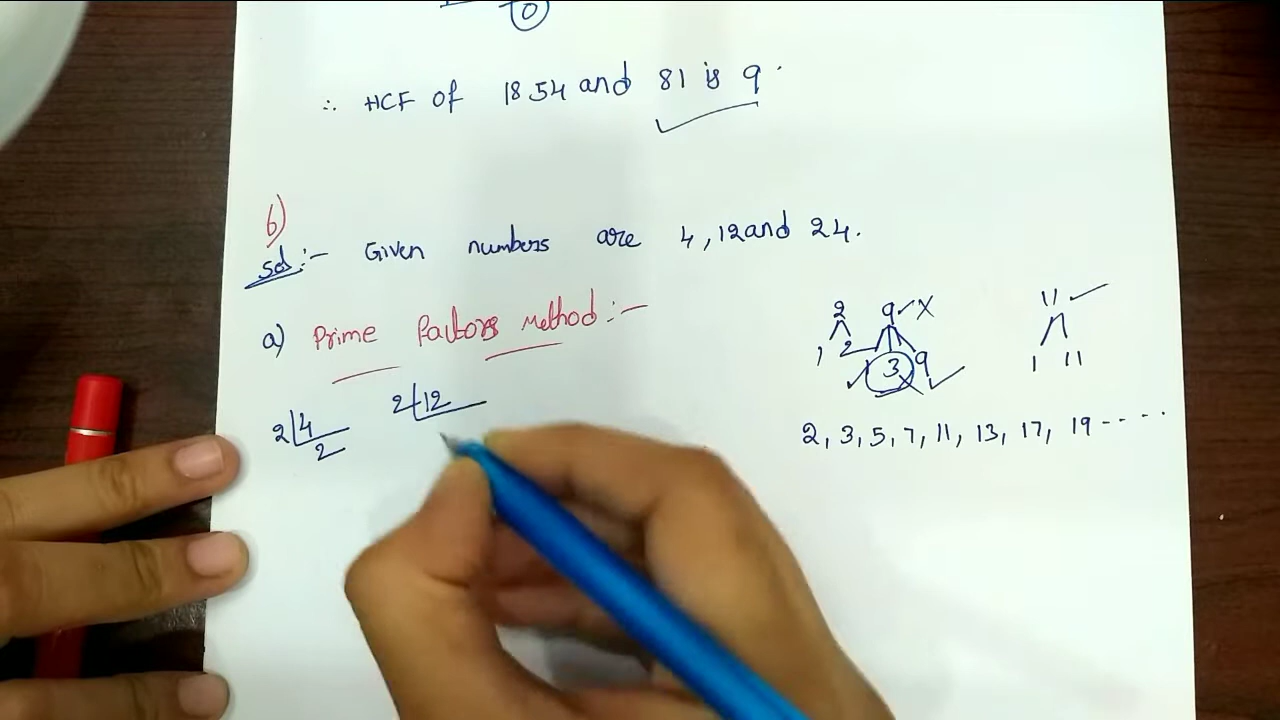 0
∴ HCF of 1854 and 81 is 9.
b)
Sol:- Given numbers are 4, 12 and 24.
a) Prime factors Method:-
2 9 X 11
1 2 3 9 1 11
2 4 2 12
2
2, 3, 5, 7, 11, 13, 17, 19 ----.